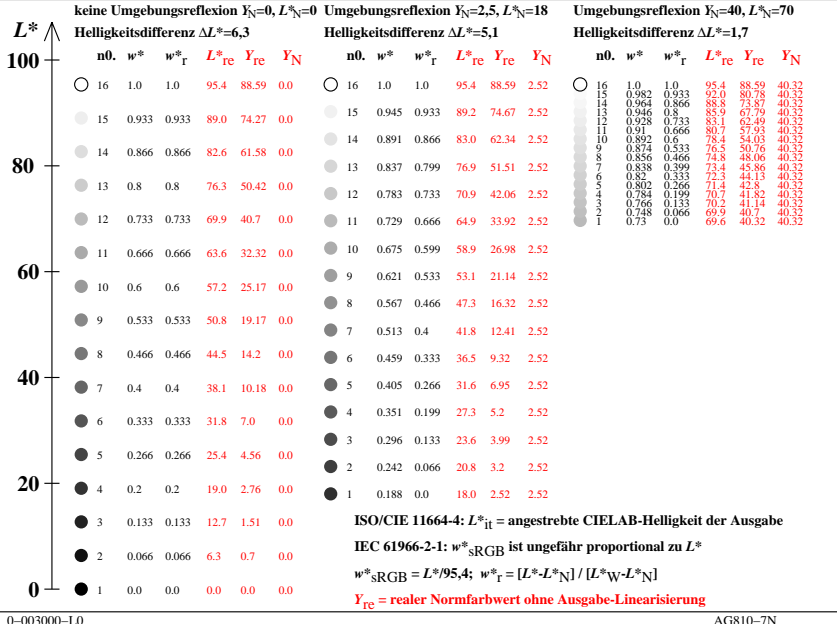 keine Umgebungsreflexion Y_N=0, L*_N=0
Helligkeitsdifferenz ΔL*=6,3
n0. w* w*_r L*_re Y_re Y_N
16 1.0 1.0 95.4 88.59 0.0
15 0.933 0.933 89.0 74.27 0.0
14 0.866 0.866 82.6 61.58 0.0
13 0.8 0.8 76.3 50.42 0.0
12 0.733 0.733 69.9 40.7 0.0
11 0.666 0.666 63.6 32.32 0.0
10 0.6 0.6 57.2 25.17 0.0
9 0.533 0.533 50.8 19.17 0.0
8 0.466 0.466 44.5 14.2 0.0
7 0.4 0.4 38.1 10.18 0.0
6 0.333 0.333 31.8 7.0 0.0
5 0.266 0.266 25.4 4.56 0.0
4 0.2 0.2 19.0 2.76 0.0
3 0.133 0.133 12.7 1.51 0.0
2 0.066 0.066 6.3 0.7 0.0
1 0.0 0.0 0.0 0.0 0.0
L*
100
80
60
40
20
0
Umgebungsreflexion Y_N=2,5, L*_N=18
Helligkeitsdifferenz ΔL*=5,1
n0. w* w*_r L*_re Y_re Y_N
16 1.0 1.0 95.4 88.59 2.52
15 0.945 0.933 89.2 74.67 2.52
14 0.891 0.866 83.0 62.34 2.52
13 0.837 0.799 76.9 51.51 2.52
12 0.783 0.733 70.9 42.06 2.52
11 0.729 0.666 64.9 33.92 2.52
10 0.675 0.599 58.9 26.98 2.52
9 0.621 0.533 53.1 21.14 2.52
8 0.567 0.466 47.3 16.32 2.52
7 0.513 0.4 41.8 12.41 2.52
6 0.459 0.333 36.5 9.32 2.52
5 0.405 0.266 31.6 6.95 2.52
4 0.351 0.199 27.3 5.2 2.52
3 0.296 0.133 23.6 3.99 2.52
2 0.242 0.066 20.8 3.2 2.52
1 0.188 0.0 18.0 2.52 2.52
Umgebungsreflexion Y_N=40, L*_N=70
Helligkeitsdifferenz ΔL*=1,7
n0. w* w*_r L*_re Y_re Y_N
16 1.0 1.0 95.4 88.59 40.32
15 0.982 0.933 92.0 80.78 40.32
14 0.964 0.866 88.8 73.87 40.32
13 0.946 0.8 85.9 67.79 40.32
12 0.928 0.733 83.1 62.49 40.32
11 0.91 0.666 80.7 57.93 40.32
10 0.892 0.6 78.4 54.03 40.32
9 0.874 0.533 76.5 50.76 40.32
8 0.856 0.466 74.8 48.06 40.32
7 0.838 0.399 73.4 45.86 40.32
6 0.82 0.333 72.3 44.13 40.32
5 0.802 0.266 71.4 42.8 40.32
4 0.784 0.199 70.7 41.82 40.32
3 0.766 0.133 70.2 41.14 40.32
2 0.748 0.066 69.9 40.7 40.32
1 0.73 0.0 69.6 40.32 40.32
ISO/CIE 11664-4: L*_it = angestrebte CIELAB-Helligkeit der Ausgabe
IEC 61966-2-1: w*_sRGB ist ungefähr proportional zu L*
w*_sRGB = L*/95,4; w*_r = [L*-L*_N] / [L*_W-L*_N]
Y_re = realer Normfarbwert ohne Ausgabe-Linearisierung
0-003000-L0
AG810-7N